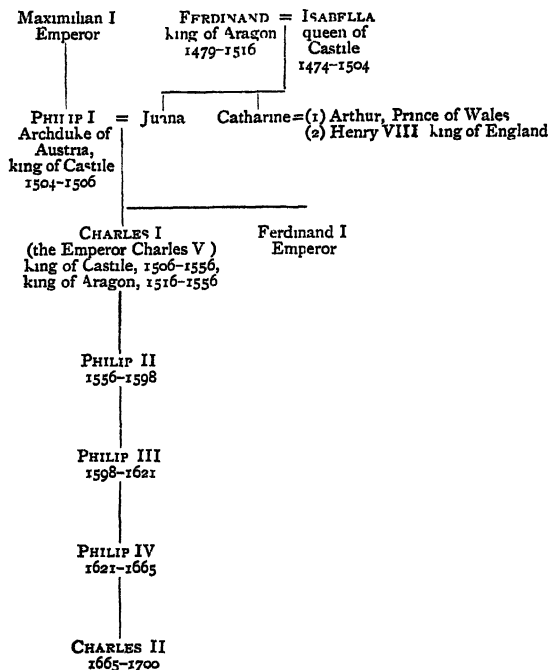 Maximilian I
Emperor
FERDINAND = ISABELLA
king of Aragon
1479–1516
queen of
Castile
1474–1504
PHILIP I = Juana
Archduke of
Austria,
king of Castile
1504–1506
Catharine=(1) Arthur, Prince of Wales
(2) Henry VIII king of England
CHARLES I
(the Emperor Charles V)
king of Castile, 1506–1556,
king of Aragon, 1516–1556
Ferdinand I
Emperor
PHILIP II
1556–1598
PHILIP III
1598–1621
PHILIP IV
1621–1665
CHARLES II
1665–1700